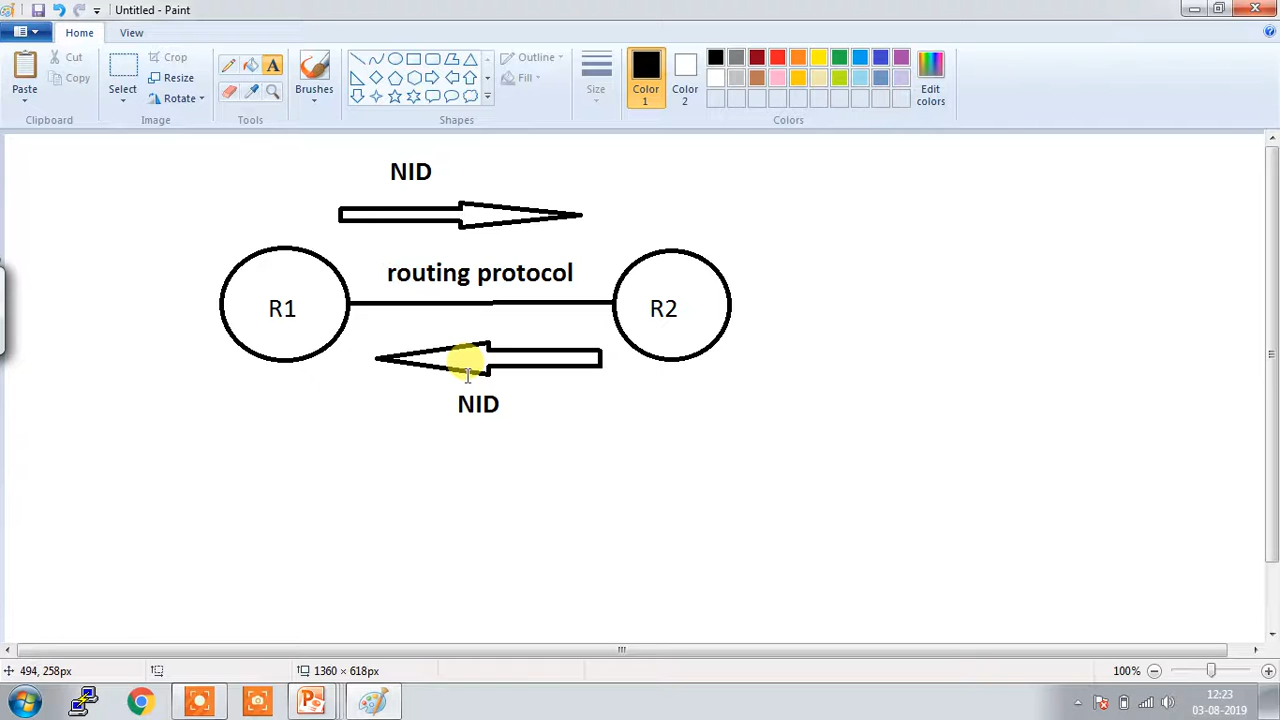 Untitled - Paint
Home
View
Paste
Cut
Copy
Clipboard
Select
Crop
Resize
Rotate
Image
A
Tools
Brushes
Shapes
Outline
Fill
Size
Color
1
Color
2
Colors
Edit
colors
NID
routing protocol
R1
R2
NID
494, 258px
1360 × 618px
100%
12:23
03-08-2019